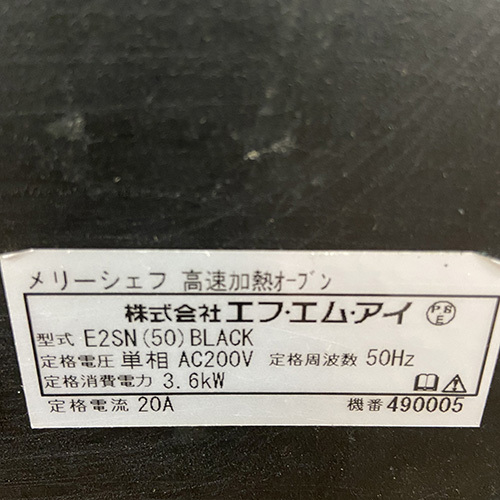 メリーシェフ 高速加熱オーブン
株式会社エフ・エム・アイ PSE
型式 E2SN(50)BLACK
定格電圧 単相 AC200V 定格周波数 50Hz
定格消費電力 3.6kW
定格電流 20A 機番 490005